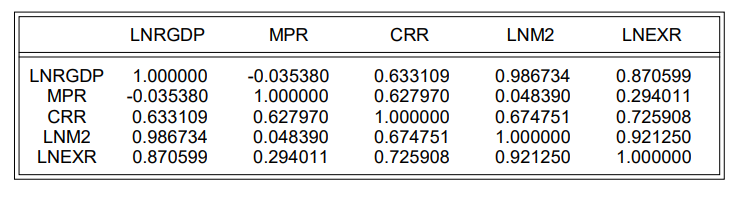 LNRGDP MPR CRR LNM2 LNEXR
LNRGDP 1.000000 -0.035380 0.633109 0.986734 0.870599
MPR -0.035380 1.000000 0.627970 0.048390 0.294011
CRR 0.633109 0.627970 1.000000 0.674751 0.725908
LNM2 0.986734 0.048390 0.674751 1.000000 0.921250
LNEXR 0.870599 0.294011 0.725908 0.921250 1.000000